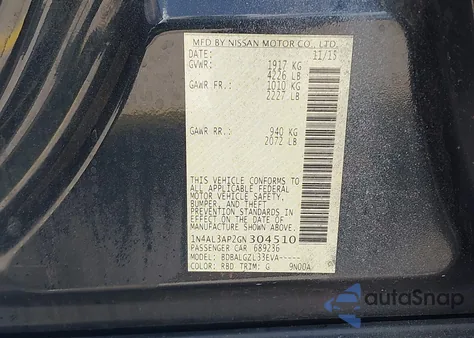 MFD BY NISSAN MOTOR CO., LTD.
DATE: 11/15
GVWR: 1917 KG
4226 LB
GAWR FR.: 1010 KG
2227 LB
GAWR RR.: 940 KG
2072 LB
THIS VEHICLE CONFORMS TO
ALL APPLICABLE FEDERAL
MOTOR VEHICLE SAFETY,
BUMPER, AND THEFT
PREVENTION STANDARDS IN
EFFECT ON THE DATE OF
MANUFACTURE SHOWN ABOVE.
1N4AL3AP2GN304510
PASSENGER CAR 689236
MODEL: BDBALGZL33EVA-----
COLOR: RBD TRIM: G 9N00A
autoSnap